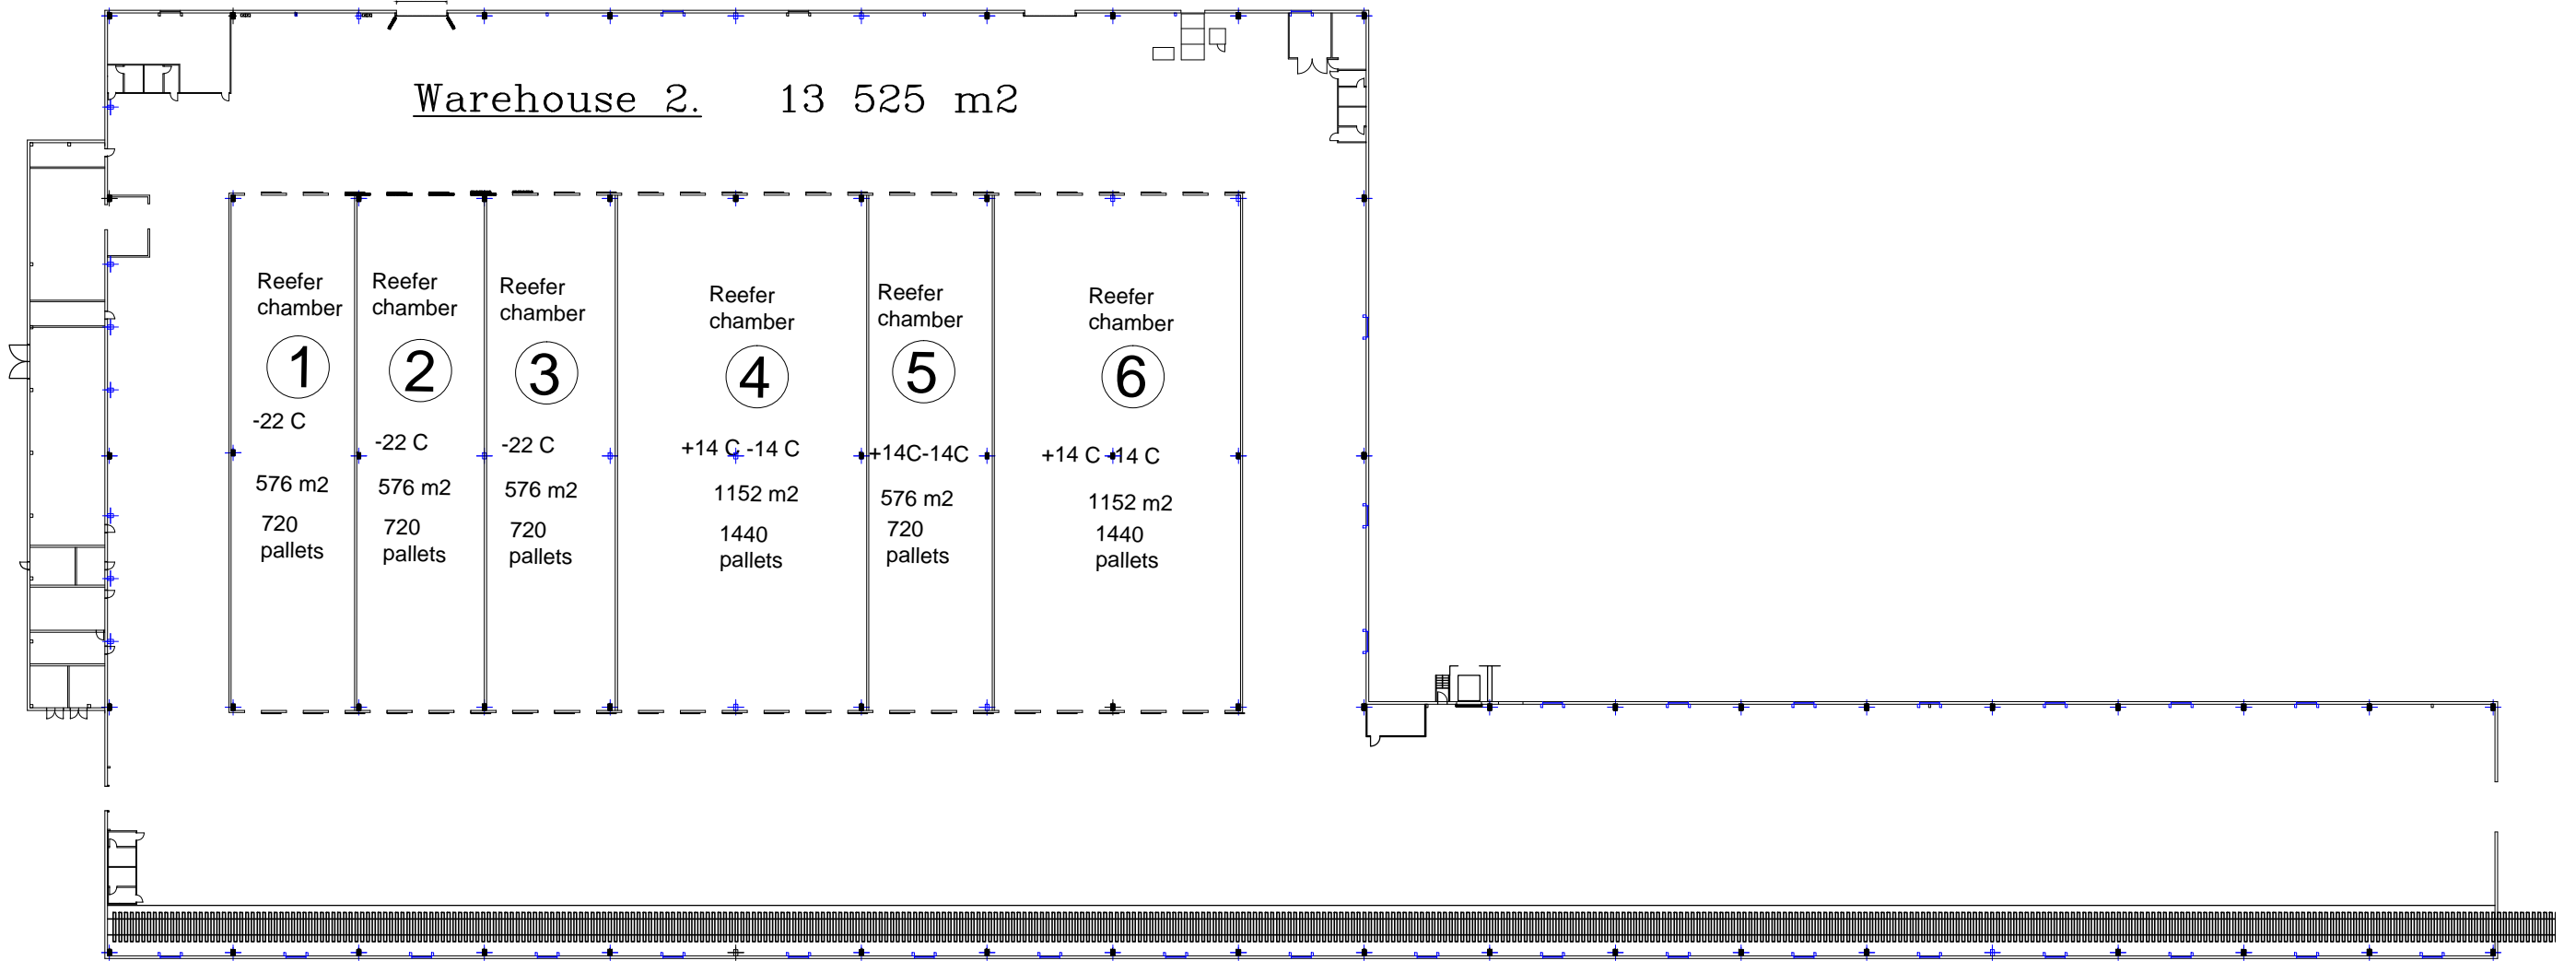 Warehouse 2. 13 525 m2
Reefer
chamber
1
-22 C
576 m2
720
pallets
Reefer
chamber
2
-22 C
576 m2
720
pallets
Reefer
chamber
3
-22 C
576 m2
720
pallets
Reefer
chamber
4
+14 C -14 C
1152 m2
1440
pallets
Reefer
chamber
5
+14C-14C
576 m2
720
pallets
Reefer
chamber
6
+14 C -14 C
1152 m2
1440
pallets